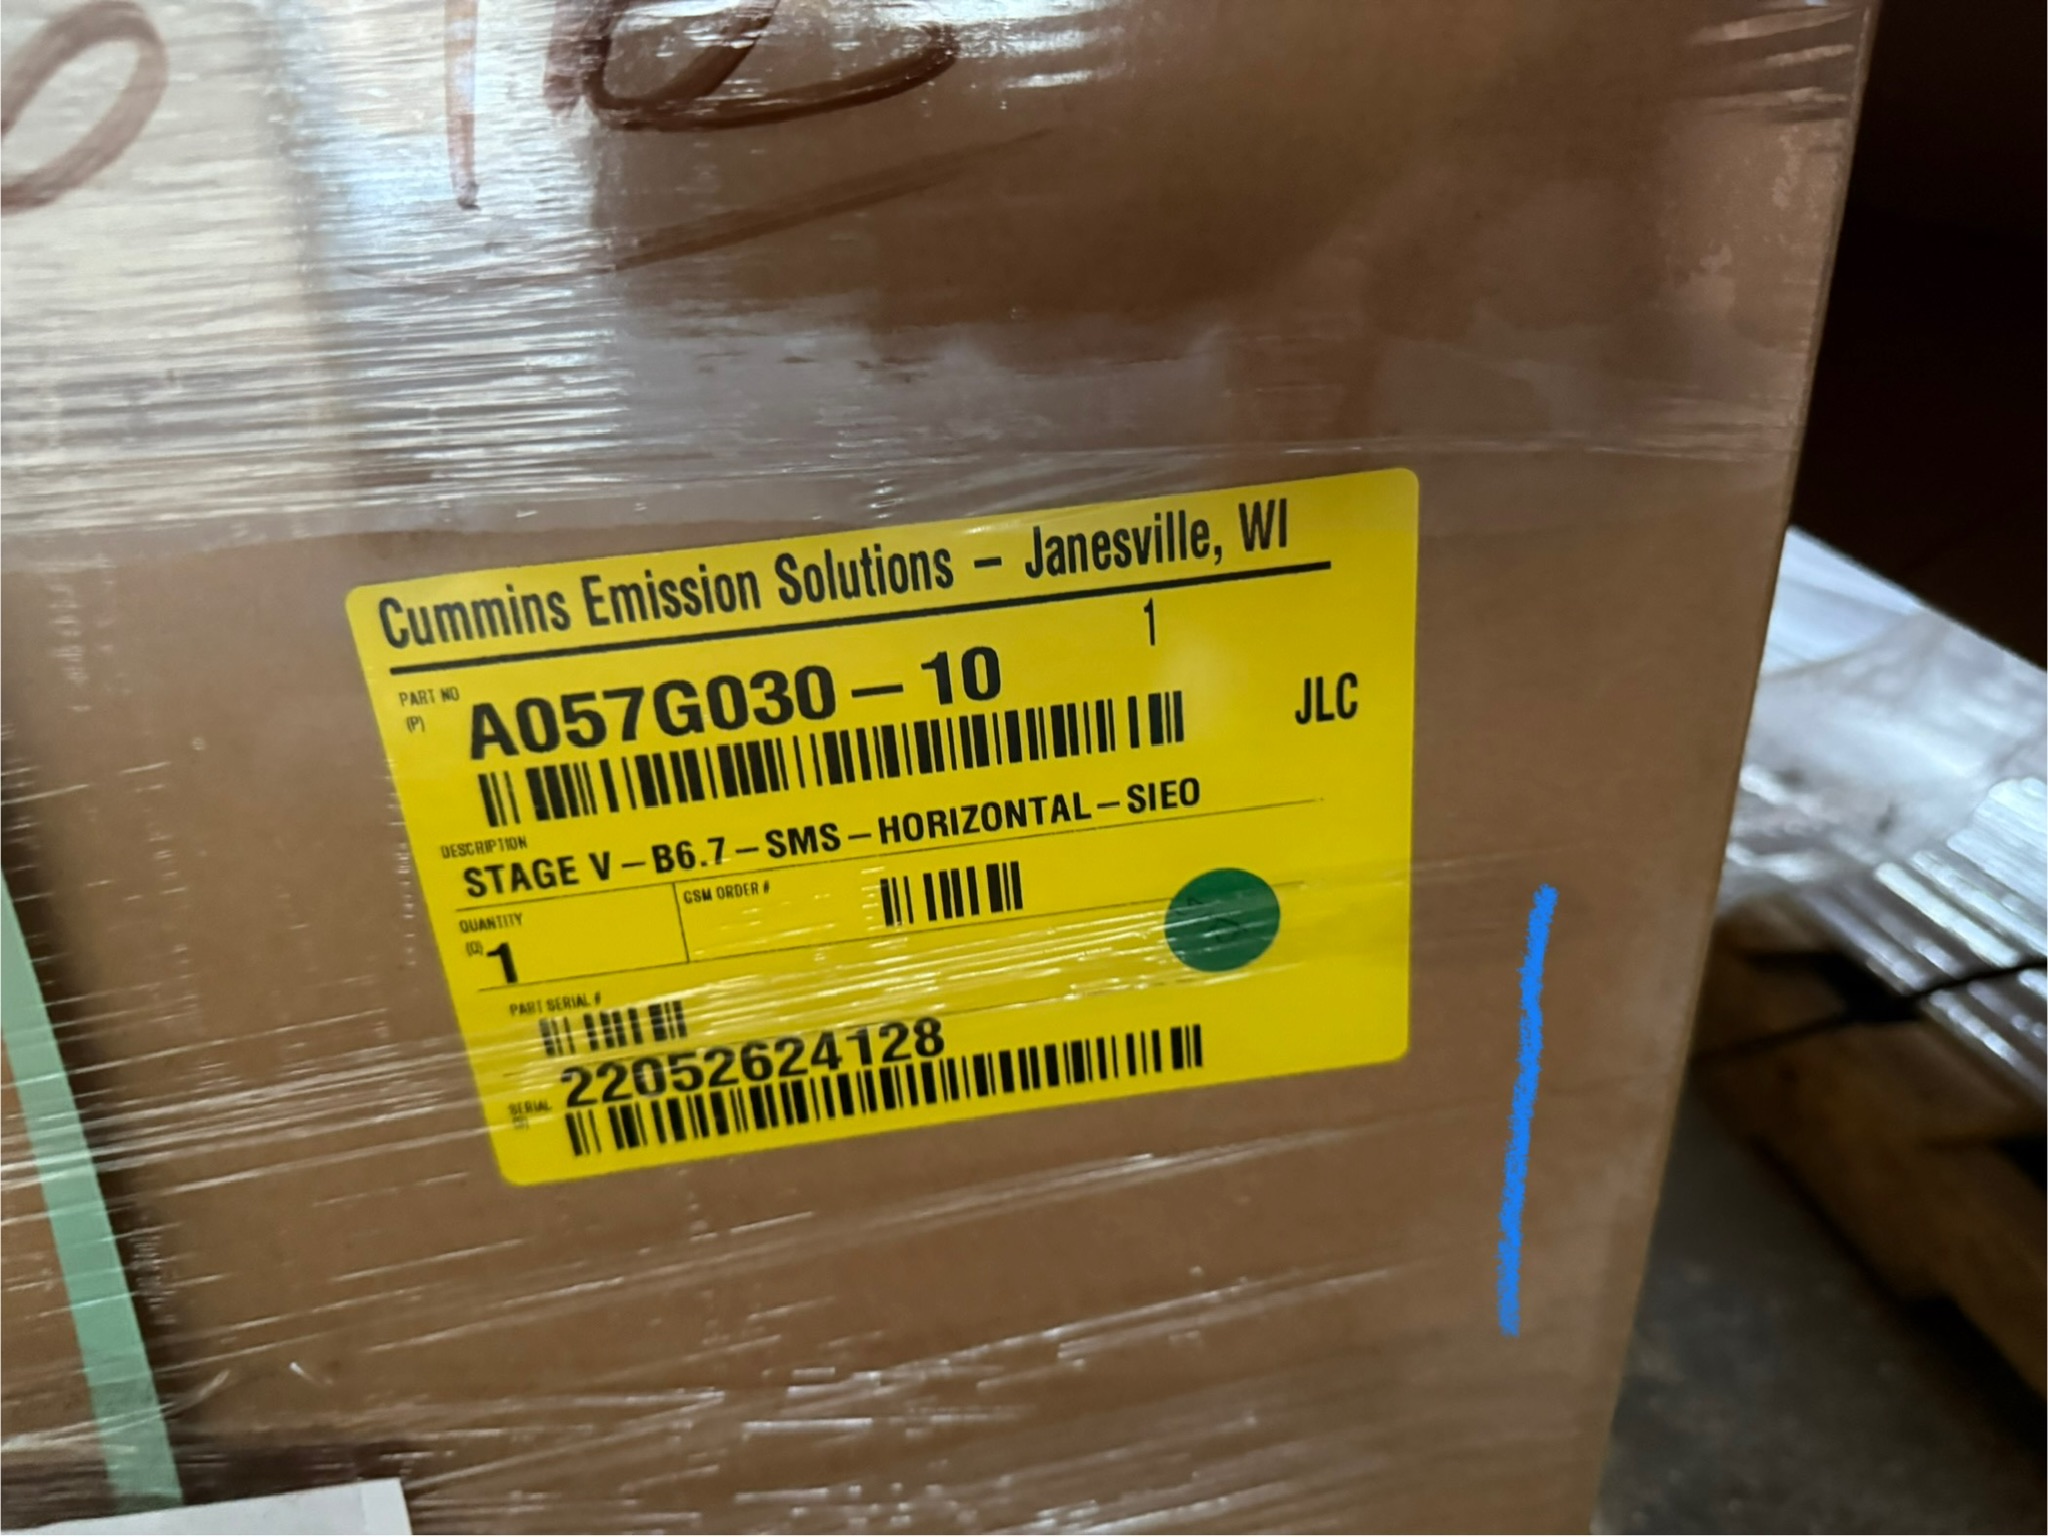 Cummins Emission Solutions – Janesville, WI
1
PART NO
(P)
A057G030–10
JLC
DESCRIPTION
STAGE V–B6.7–SMS–HORIZONTAL–SIEO
QUANTITY
(Q)
1
GSM ORDER #
PART SERIAL #
22052624128
SERIAL